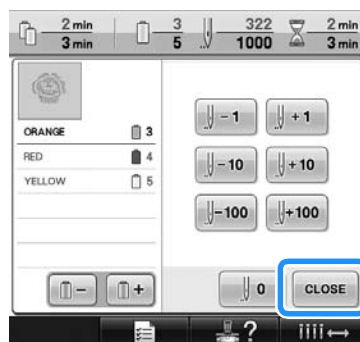 2 min 3 322 2 min
3 min 5 1000 3 min
ORANGE 3
RED 4
YELLOW 5
-1 +1
-10 +10
-100 +100
- + 0 CLOSE
?